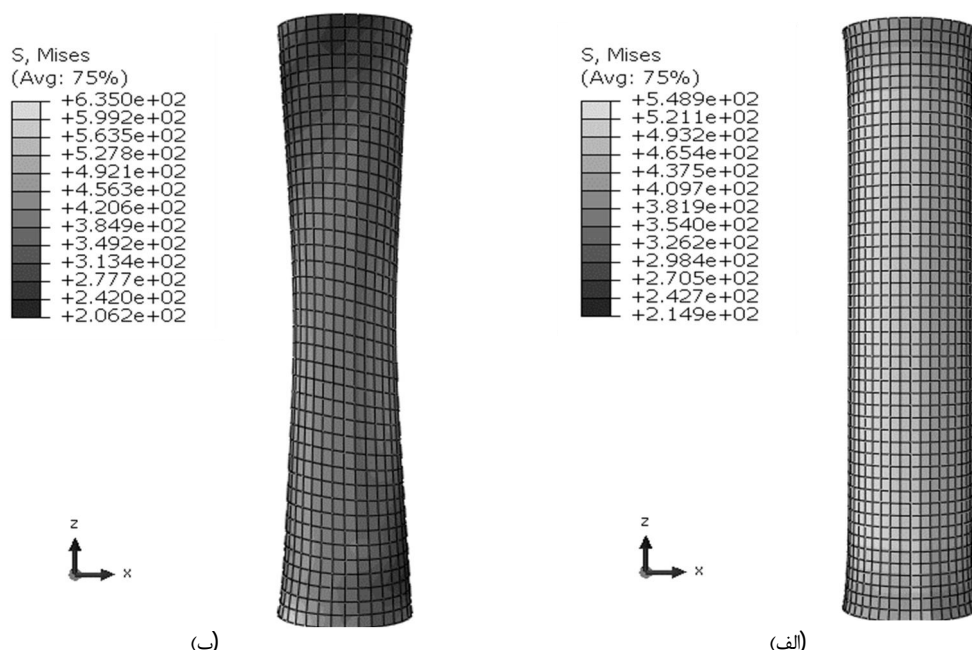 S, Mises
(Avg: 75%)
+6.350e+02
+5.992e+02
+5.635e+02
+5.278e+02
+4.921e+02
+4.563e+02
+4.206e+02
+3.849e+02
+3.492e+02
+3.134e+02
+2.777e+02
+2.420e+02
+2.062e+02
z
x
(ب)
S, Mises
(Avg: 75%)
+5.489e+02
+5.211e+02
+4.932e+02
+4.654e+02
+4.375e+02
+4.097e+02
+3.819e+02
+3.540e+02
+3.262e+02
+2.984e+02
+2.705e+02
+2.427e+02
+2.149e+02
z
x
(الف)